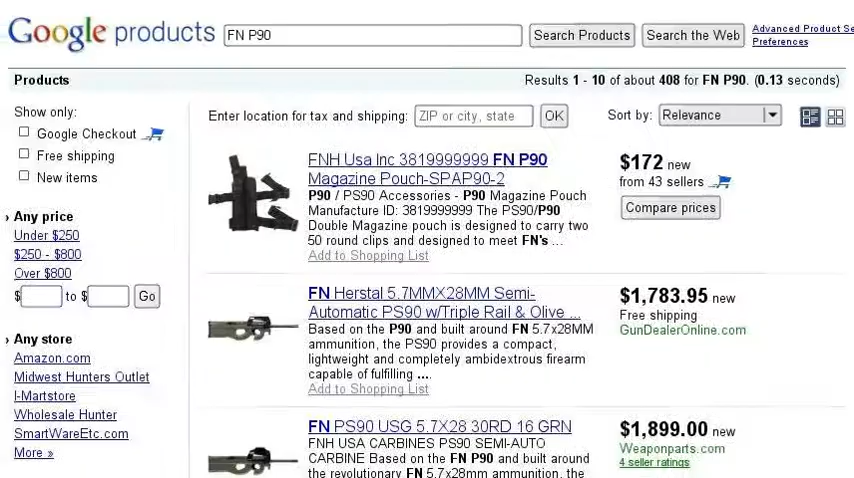 Google products
FN P90
Search Products
Search the Web
Advanced Product Se
Preferences
Products
Results 1 - 10 of about 408 for FN P90. (0.13 seconds)
Show only:
Google Checkout
Free shipping
New items
Any price
Under $250
$250 - $800
Over $800
$ to $ Go
Any store
Amazon.com
Midwest Hunters Outlet
I-Martstore
Wholesale Hunter
SmartWareEtc.com
More »
Enter location for tax and shipping: ZIP or city, state OK
Sort by: Relevance
FNH Usa Inc 3819999999 FN P90
Magazine Pouch-SPAP90-2
P90 / PS90 Accessories - P90 Magazine Pouch
Manufacture ID: 3819999999 The PS90/P90
Double Magazine pouch is designed to carry two
50 round clips and designed to meet FN's ...
Add to Shopping List
$172 new
from 43 sellers
Compare prices
FN Herstal 5.7MMX28MM Semi-
Automatic PS90 w/Triple Rail & Olive ...
Based on the P90 and built around FN 5.7x28MM
ammunition, the PS90 provides a compact,
lightweight and completely ambidextrous firearm
capable of fulfilling ....
Add to Shopping List
$1,783.95 new
Free shipping
GunDealerOnline.com
FN PS90 USG 5.7X28 30RD 16 GRN
FNH USA CARBINES PS90 SEMI-AUTO
CARBINE Based on the FN P90 and built around
the revolutionary FN 5.7x28mm ammunition, the
$1,899.00 new
Weaponparts.com
4 seller ratings